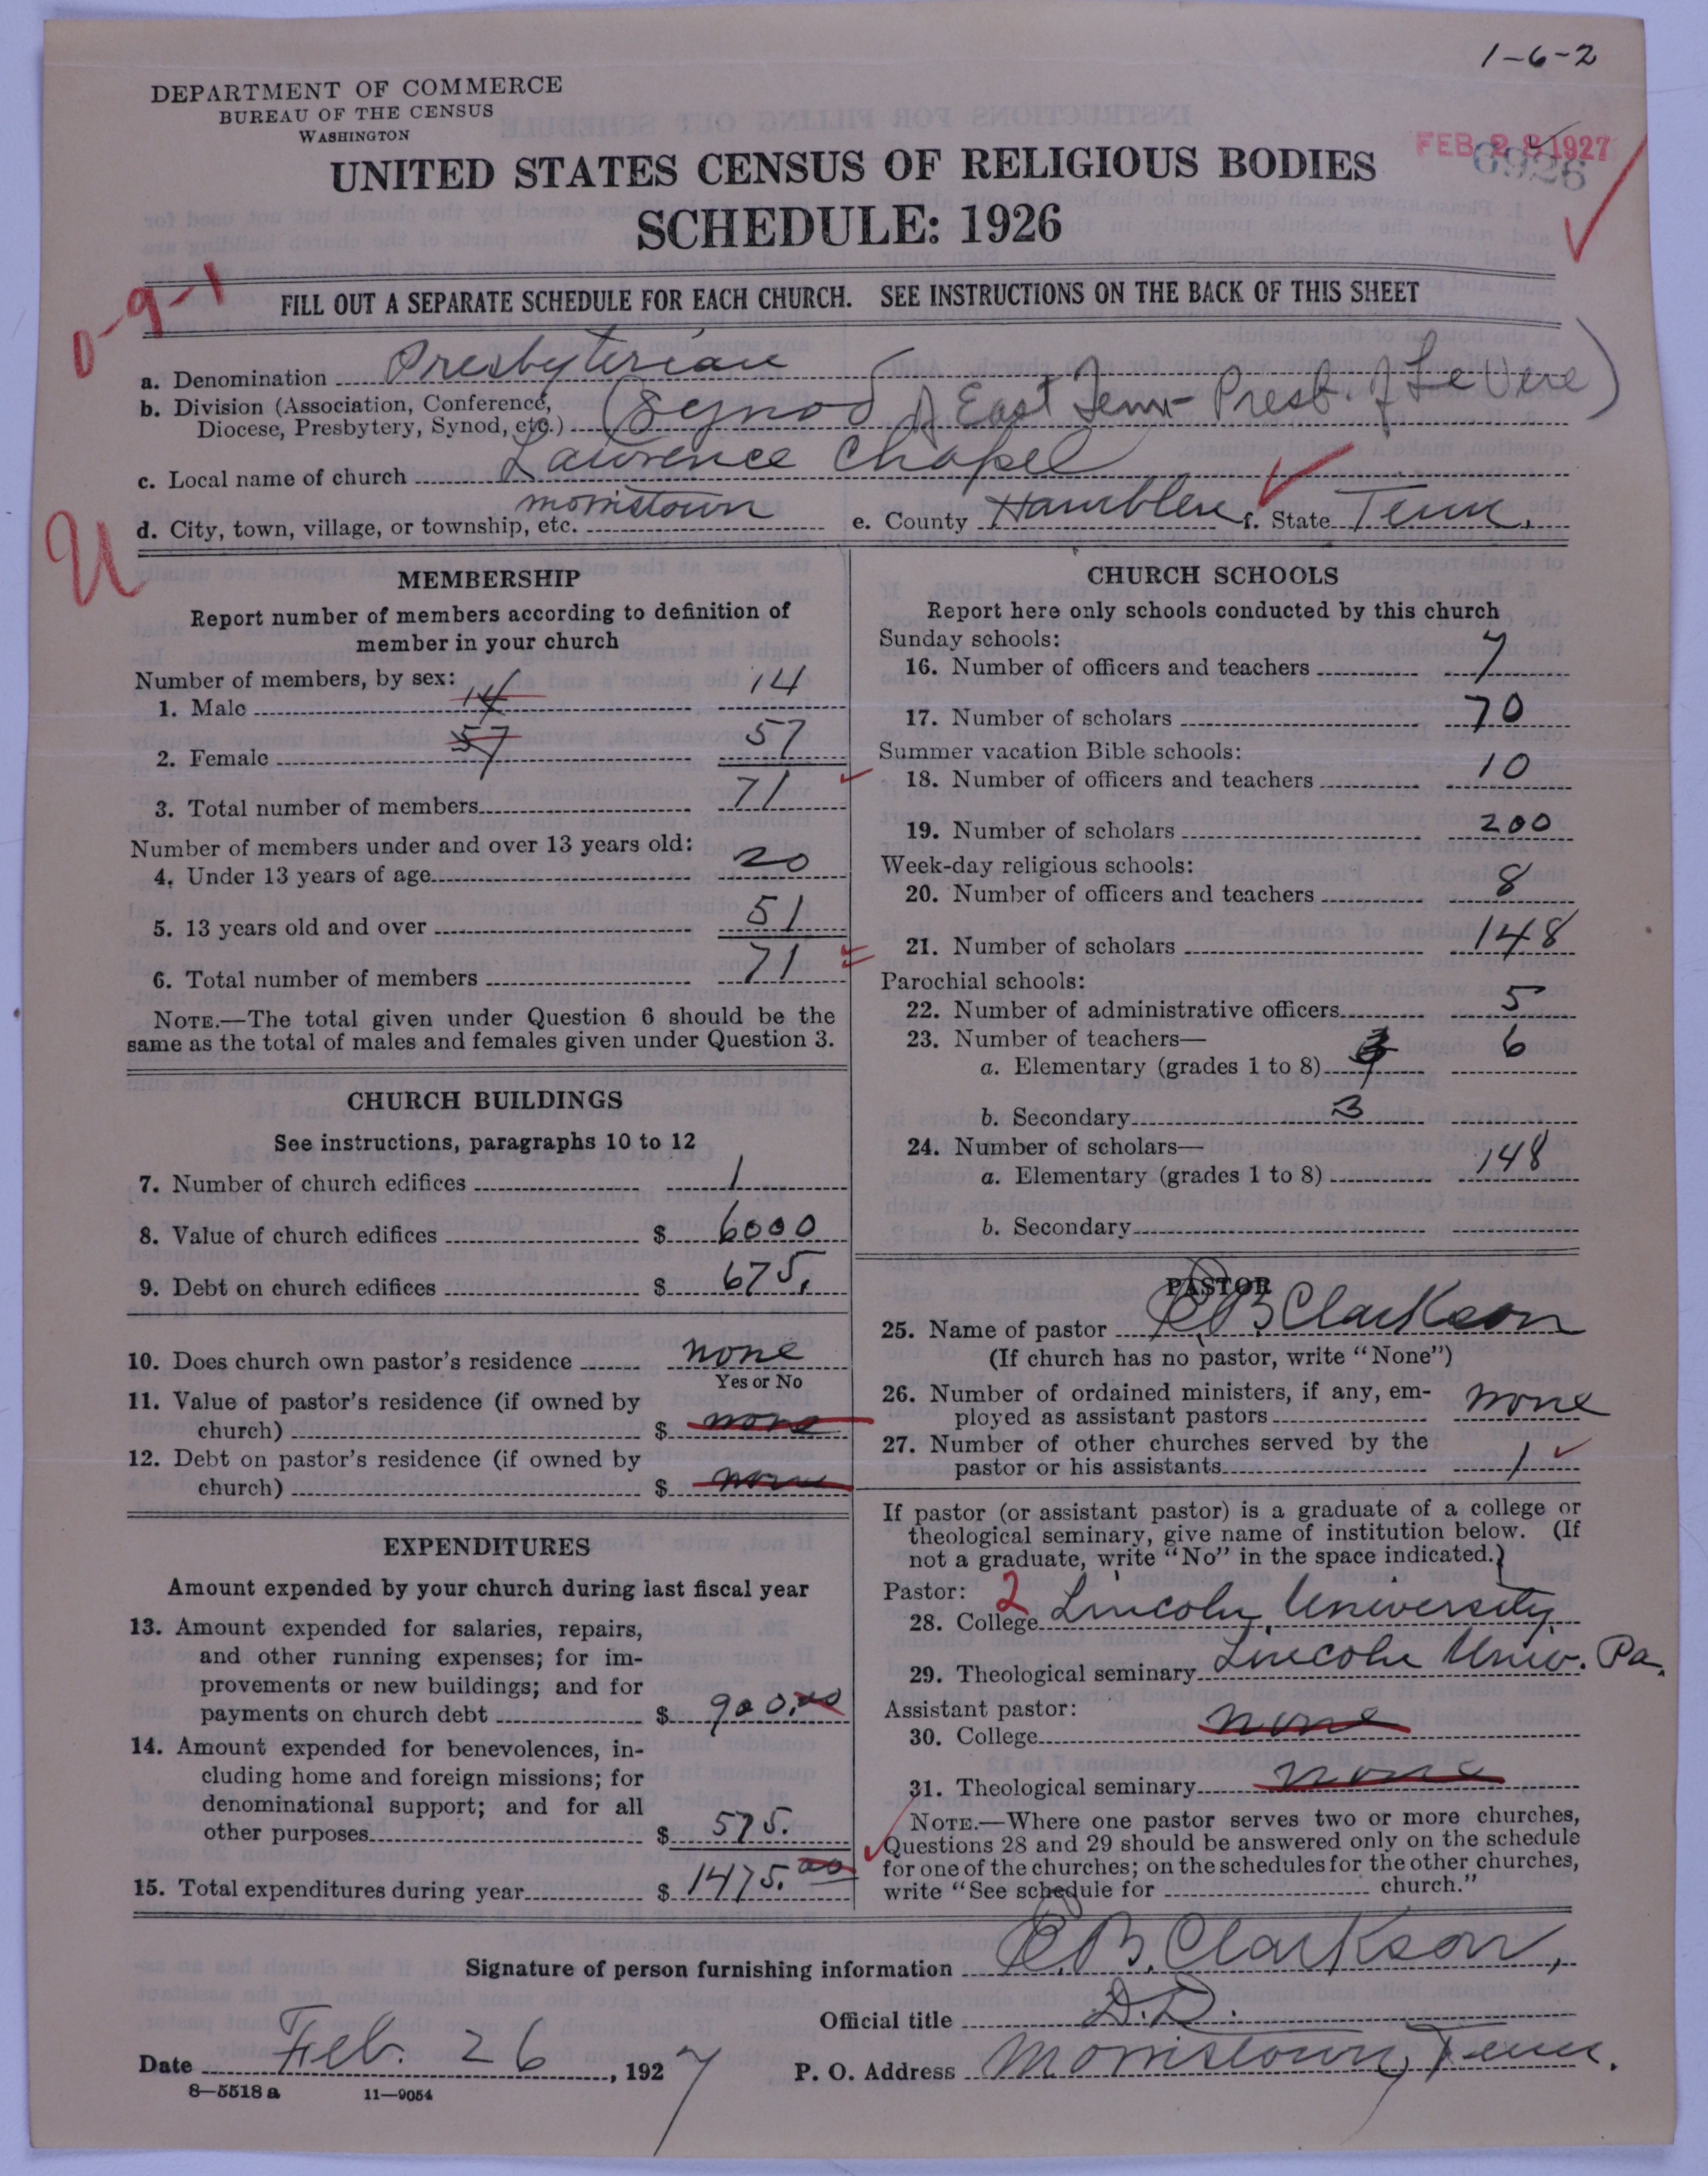 1-6-2
DEPARTMENT OF COMMERCE
BUREAU OF THE CENSUS
WASHINGTON
FEB 28 1927
6926
UNITED STATES CENSUS OF RELIGIOUS BODIES
SCHEDULE: 1926
0-9-1
FILL OUT A SEPARATE SCHEDULE FOR EACH CHURCH. SEE INSTRUCTIONS ON THE BACK OF THIS SHEET
a. Denomination Presbyterian
b. Division (Association, Conference, Diocese, Presbytery, Synod, etc.) (Synod of East Tenn- Presb. of Le Vere)
c. Local name of church Lawrence Chapel
d. City, town, village, or township, etc. morristown e. County Hamblen f. State Tenn.
U
MEMBERSHIP
Report number of members according to definition of
member in your church
Number of members, by sex:
1. Male 14 14
2. Female 57 57
3. Total number of members 71
Number of members under and over 13 years old:
4. Under 13 years of age 20
5. 13 years old and over 51
6. Total number of members 71
NOTE.—The total given under Question 6 should be the
same as the total of males and females given under Question 3.
CHURCH BUILDINGS
See instructions, paragraphs 10 to 12
7. Number of church edifices 1
8. Value of church edifices $ 6000
9. Debt on church edifices $ 675.
10. Does church own pastor's residence none
Yes or No
11. Value of pastor's residence (if owned by
church) $ none
12. Debt on pastor's residence (if owned by
church) $ none
EXPENDITURES
Amount expended by your church during last fiscal year
13. Amount expended for salaries, repairs,
and other running expenses; for im-
provements or new buildings; and for
payments on church debt $ 900.00
14. Amount expended for benevolences, in-
cluding home and foreign missions; for
denominational support; and for all
other purposes $ 575.
15. Total expenditures during year $ 1475.00
CHURCH SCHOOLS
Report here only schools conducted by this church
Sunday schools:
16. Number of officers and teachers 7
17. Number of scholars 70
Summer vacation Bible schools:
18. Number of officers and teachers 10
19. Number of scholars 200
Week-day religious schools:
20. Number of officers and teachers 8
21. Number of scholars 148
Parochial schools:
22. Number of administrative officers 5
23. Number of teachers—
a. Elementary (grades 1 to 8) 6
b. Secondary 3
24. Number of scholars—
a. Elementary (grades 1 to 8) 148
b. Secondary
PASTOR
25. Name of pastor C B Clarkson
(If church has no pastor, write "None")
26. Number of ordained ministers, if any, em-
ployed as assistant pastors none
27. Number of other churches served by the
pastor or his assistants 1
If pastor (or assistant pastor) is a graduate of a college or
theological seminary, give name of institution below. (If
not a graduate, write "No" in the space indicated.)
Pastor: 2
28. College Lincoln University
29. Theological seminary Lincoln Univ. Pa.
Assistant pastor:
30. College none
31. Theological seminary none
NOTE.—Where one pastor serves two or more churches,
Questions 28 and 29 should be answered only on the schedule
for one of the churches; on the schedules for the other churches,
write "See schedule for church."
Signature of person furnishing information C B. Clarkson,
Official title D.D.
Date Feb. 26, 1927 P. O. Address Morristown, Tenn.
8—5518 a 11—9054